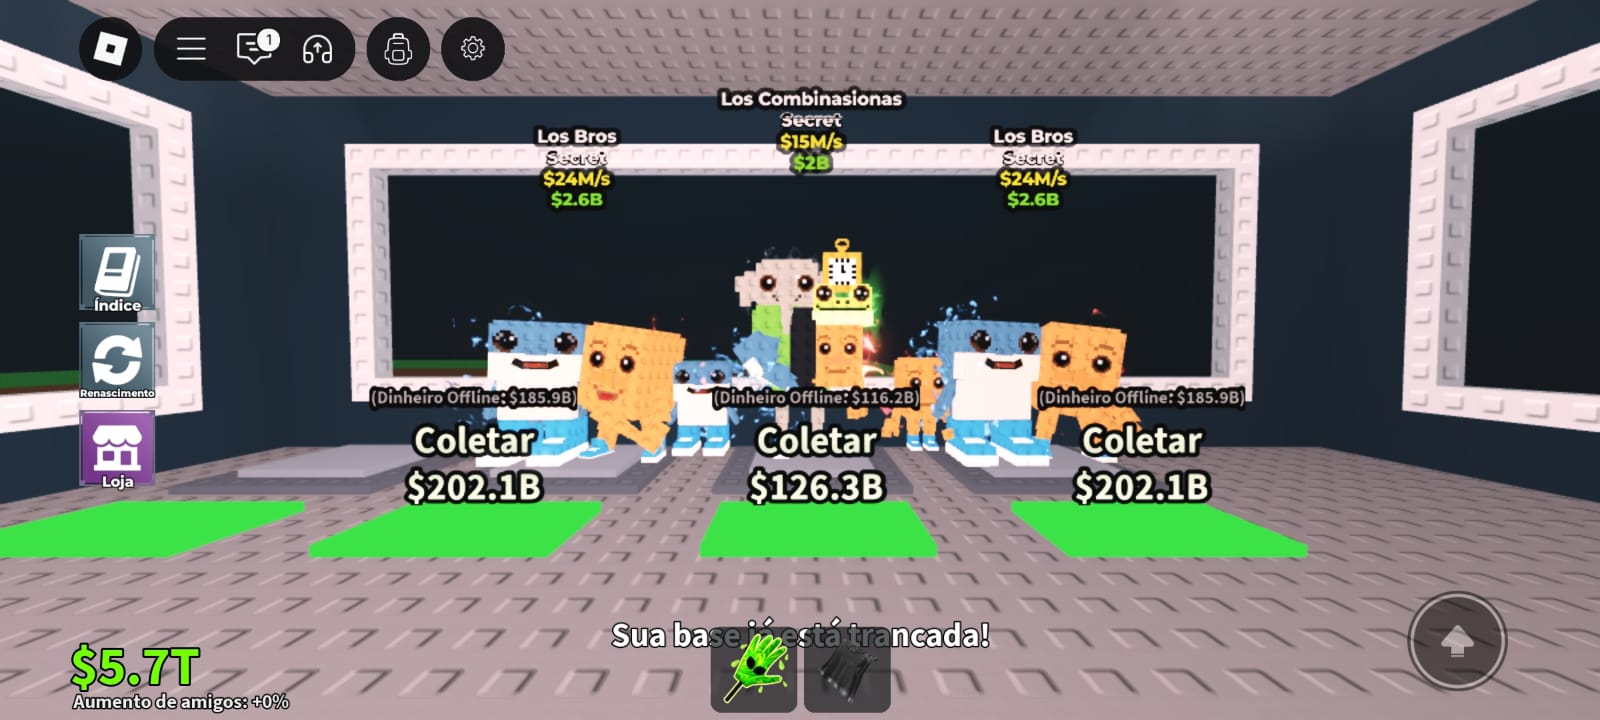 1
Los Combinasionas
Secret
$15M/s
$2B
Los Bros
Secret
$24M/s
$2.6B
Los Bros
Secret
$24M/s
$2.6B
Índice
Renascimento
Loja
(Dinheiro Offline: $185.9B)
Coletar
$202.1B
(Dinheiro Offline: $116.2B)
Coletar
$126.3B
(Dinheiro Offline: $185.9B)
Coletar
$202.1B
Sua base já está trancada!
$5.7T
Aumento de amigos: +0%